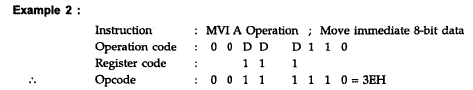 Example 2 :
Instruction : MVI A Operation ; Move immediate 8-bit data
Operation code : 0 0 D D D 1 1 0
Register code : 1 1 1
∴ Opcode : 0 0 1 1 1 1 1 0 = 3EH